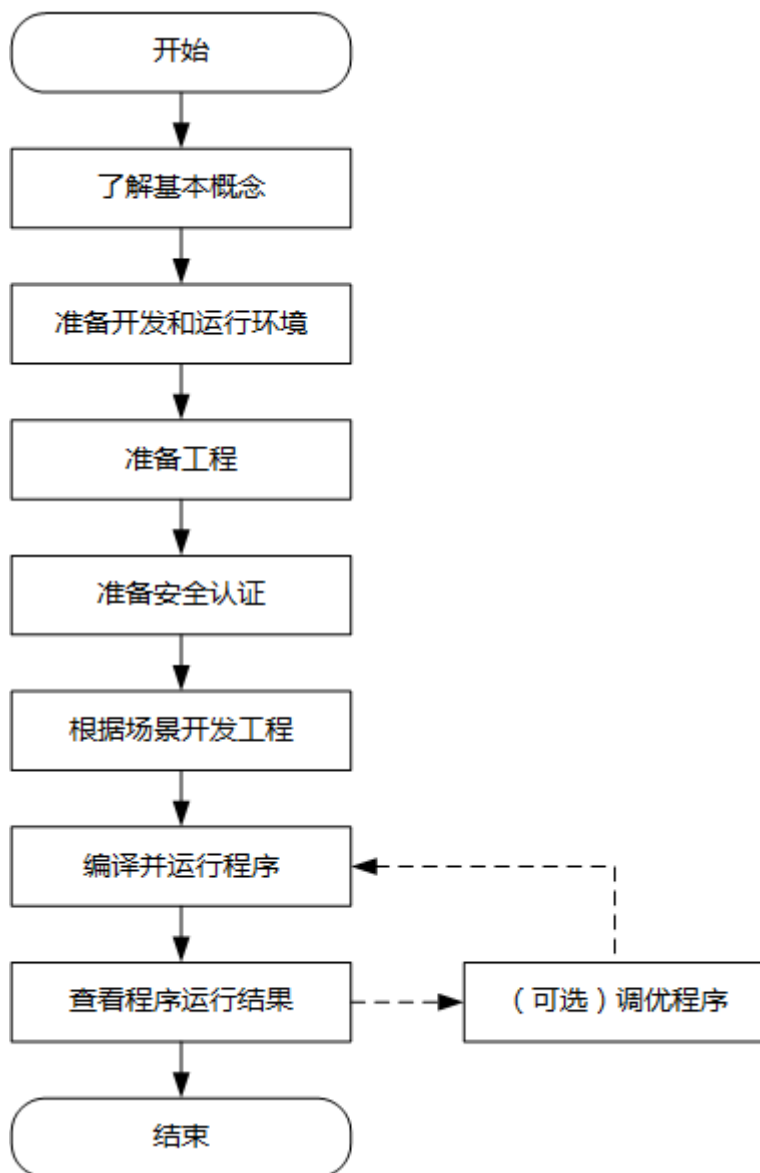 开始
了解基本概念
准备开发和运行环境
准备工程
准备安全认证
根据场景开发工程
编译并运行程序
查看程序运行结果
（可选）调优程序
结束